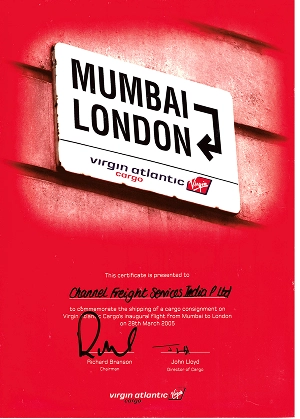 MUMBAI
LONDON
virgin atlantic
cargo
virgin
This certificate is presented to
Channel Freight Services India P Ltd
to commemorate the shipping of a cargo consignment on
Virgin Atlantic Cargo's inaugural flight from Mumbai to London
on 29th March 2005
Richard Branson
Chairman
John Lloyd
Director of Cargo
virgin atlantic